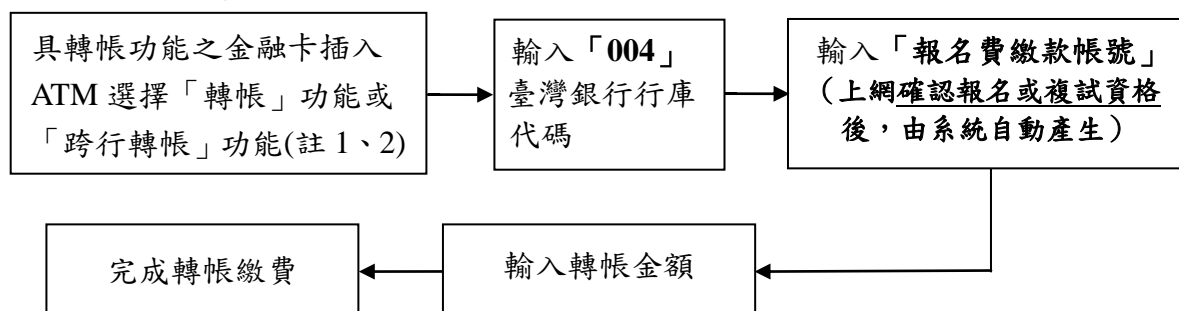 具轉帳功能之金融卡插入
ATM 選擇「轉帳」功能或
「跨行轉帳」功能(註 1、2)
輸入「004」
臺灣銀行行庫
代碼
輸入「報名費繳款帳號」
（上網確認報名或複試資格
後，由系統自動產生）
輸入轉帳金額
完成轉帳繳費